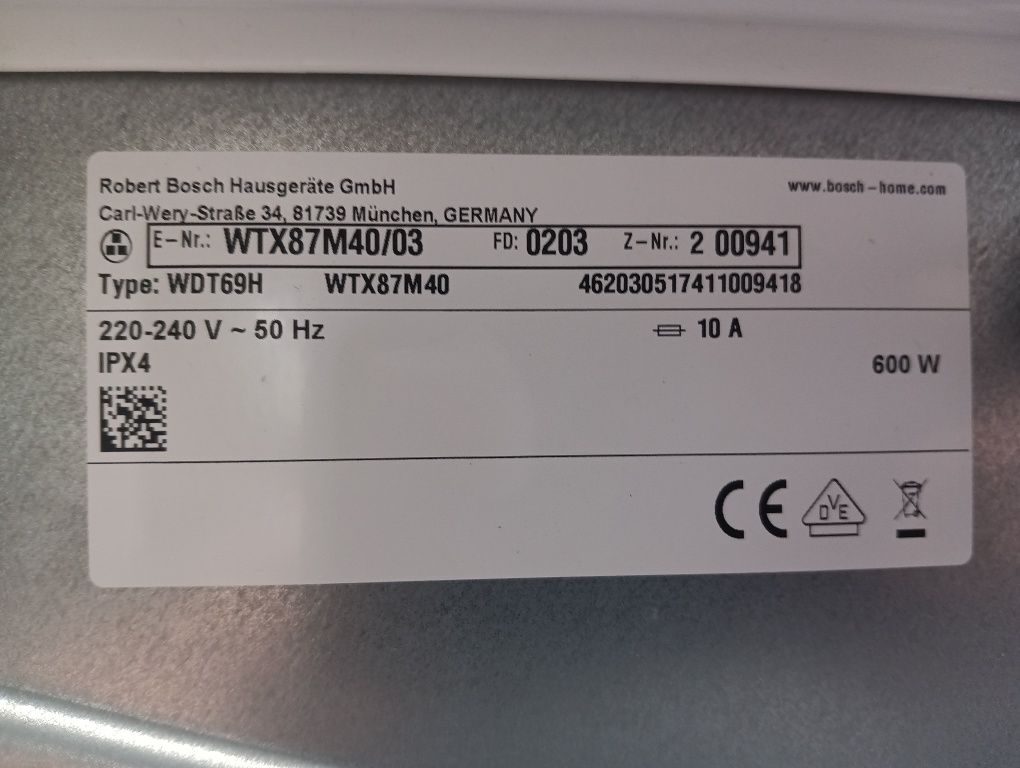 Robert Bosch Hausgeräte GmbH www.bosch-home.com
Carl-Wery-Straße 34, 81739 München, GERMANY
E-Nr.: WTX87M40/03 FD: 0203 Z-Nr.: 2 00941
Type: WDT69H WTX87M40 462030517411009418
220-240 V ~ 50 Hz 10 A
IPX4 600 W
CE DVE